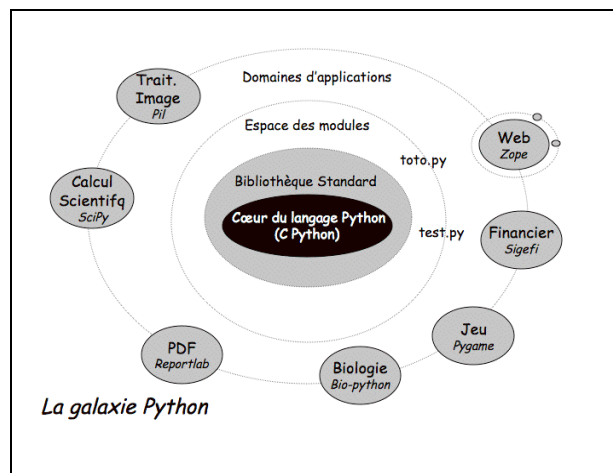 Domaines d'applications
Trait.
Image
Pil
Espace des modules
Web
Zope
toto.py
Bibliothèque Standard
Calcul
Scientifq
SciPy
Cœur du langage Python
(C Python)
test.py
Financier
Sigefi
Jeu
Pygame
PDF
Reportlab
Biologie
Bio-python
La galaxie Python